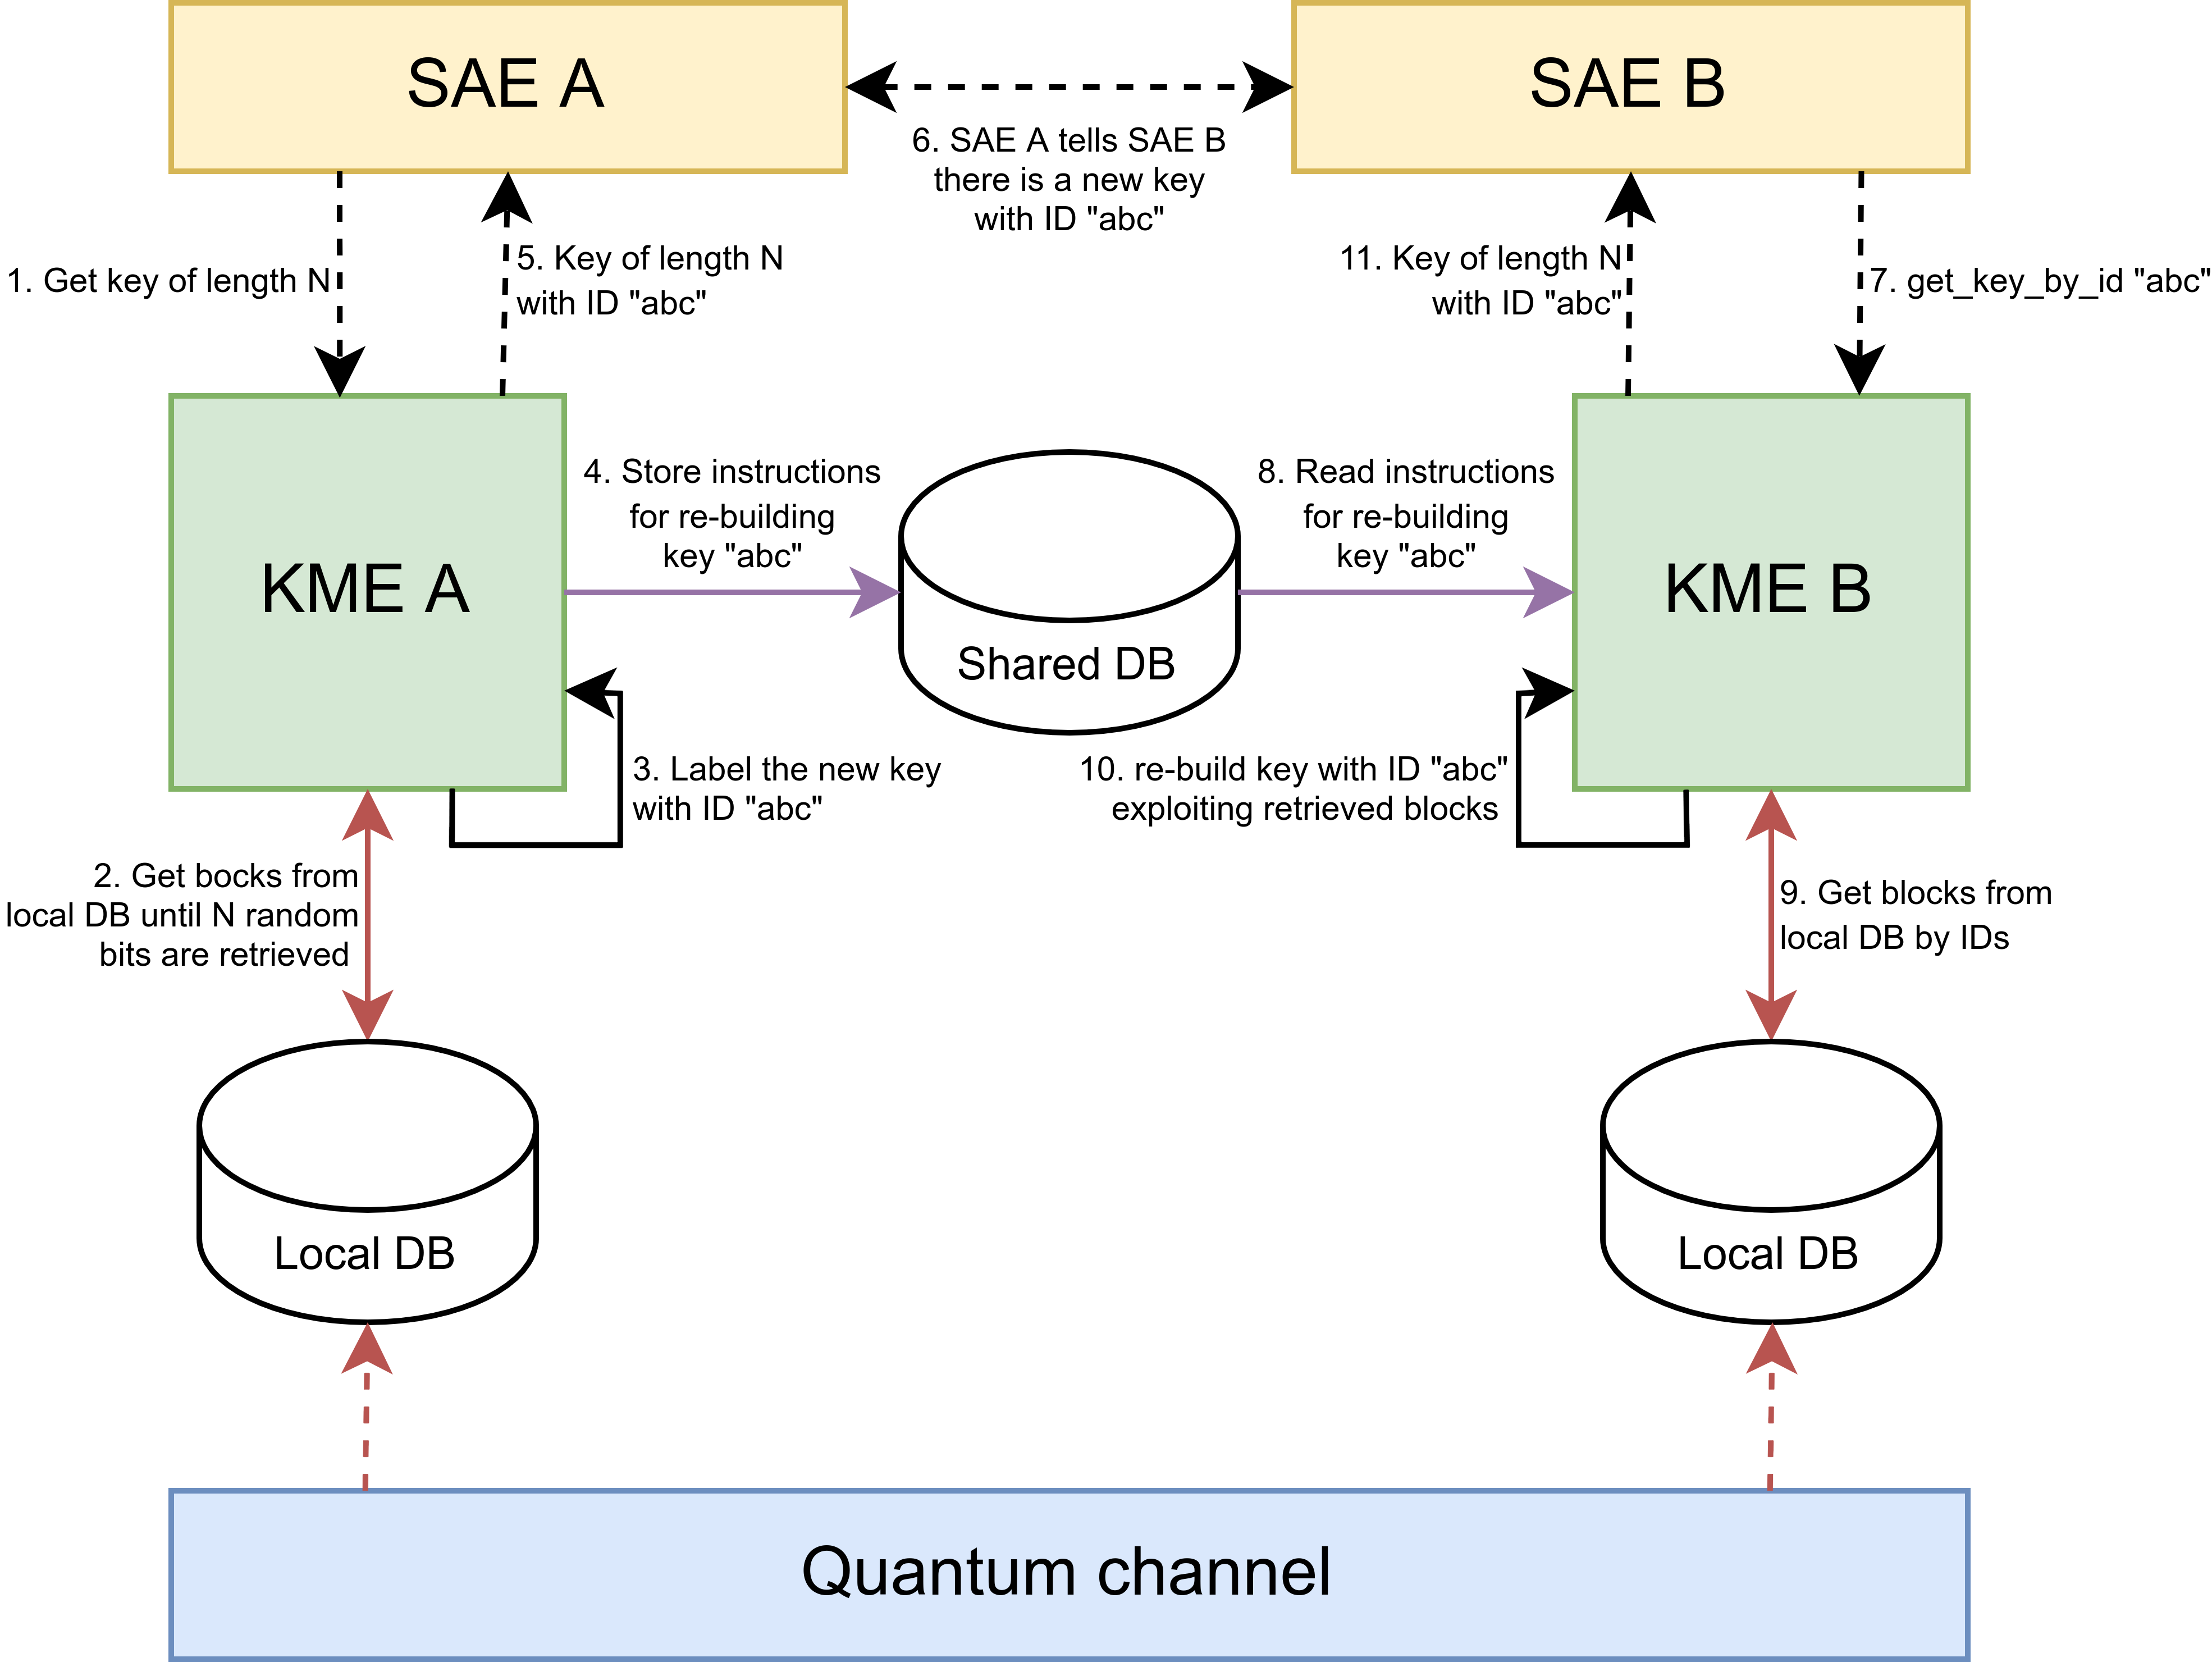 SAE A
SAE B
6. SAE A tells SAE B
there is a new key
with ID "abc"
1. Get key of length N
5. Key of length N
with ID "abc"
11. Key of length N
with ID "abc"
7. get_key_by_id "abc"
KME A
4. Store instructions
for re-building
key "abc"
Shared DB
8. Read instructions
for re-building
key "abc"
KME B
3. Label the new key
with ID "abc"
10. re-build key with ID "abc"
exploiting retrieved blocks
2. Get bocks from
local DB until N random
bits are retrieved
9. Get blocks from
local DB by IDs
Local DB
Local DB
Quantum channel